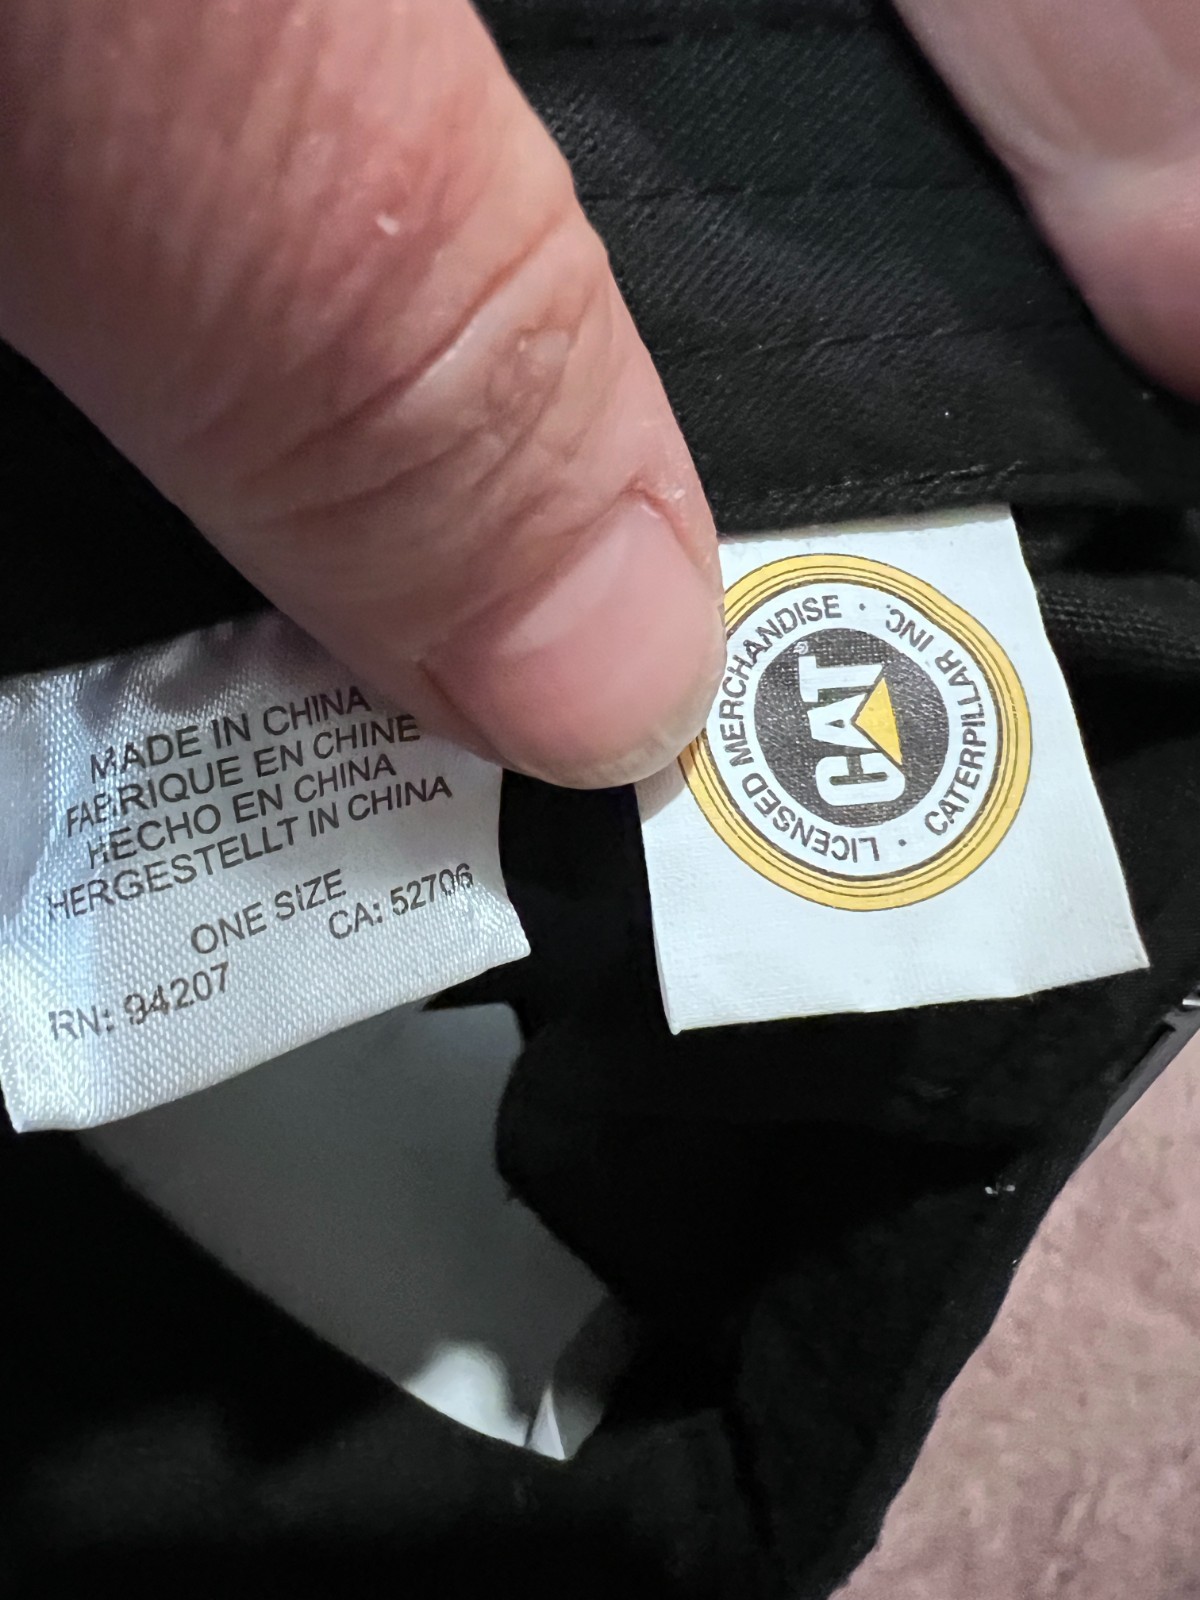 MADE IN CHINA
FABRIQUE EN CHINE
HECHO EN CHINA
HERGESTELLT IN CHINA
ONE SIZE
CA: 52706
RN: 94207
LICENSED MERCHANDISE · CATERPILLAR INC. ·
CAT®